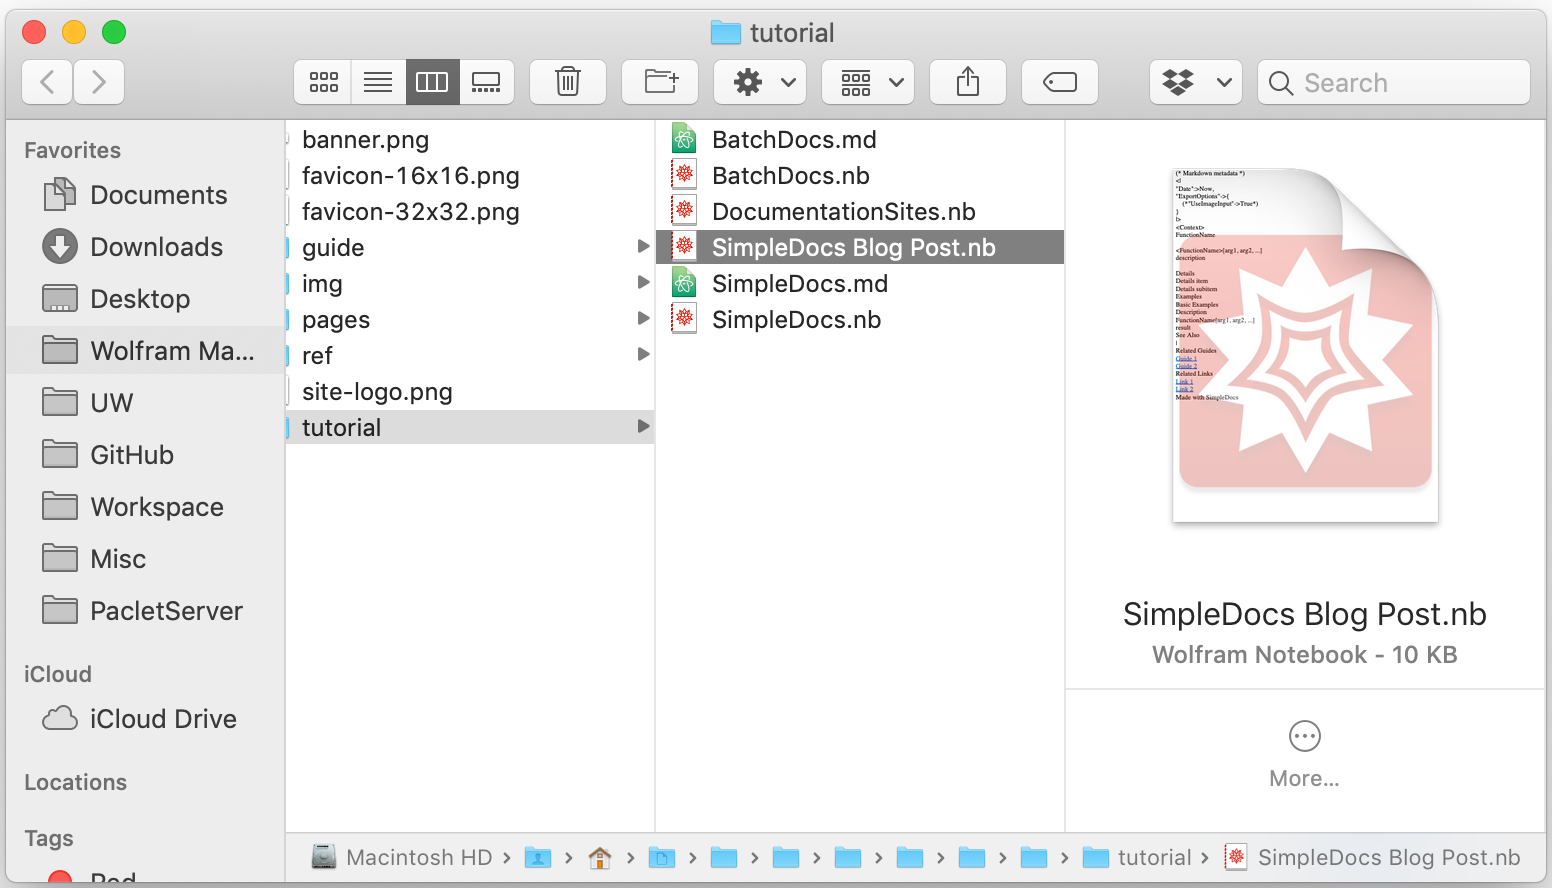 tutorial
Search
Favorites
Documents
Downloads
Desktop
Wolfram Ma...
UW
GitHub
Workspace
Misc
PacletServer
iCloud
iCloud Drive
Locations
Tags
Red
banner.png
favicon-16x16.png
favicon-32x32.png
guide
img
pages
ref
site-logo.png
tutorial
BatchDocs.md
BatchDocs.nb
DocumentationSites.nb
SimpleDocs Blog Post.nb
SimpleDocs.md
SimpleDocs.nb
(* Markdown metadata *)
<|
"Date":>Now,
"ExportOptions"->{
(*"UseImageInput"->True*)
}
|>
<Context>
FunctionName
<FunctionName>[arg1, arg2, ...]
description
Details
Details item
Details subitem
Examples
Basic Examples
Description
FunctionName[arg1, arg2, ...]
result
See Also
|
Related Guides
Guide 1
Guide 2
Related Links
Link 1
Link 2
Made with SimpleDocs
SimpleDocs Blog Post.nb
Wolfram Notebook - 10 KB
More...
Macintosh HD › › › › › › › › › › tutorial › SimpleDocs Blog Post.nb